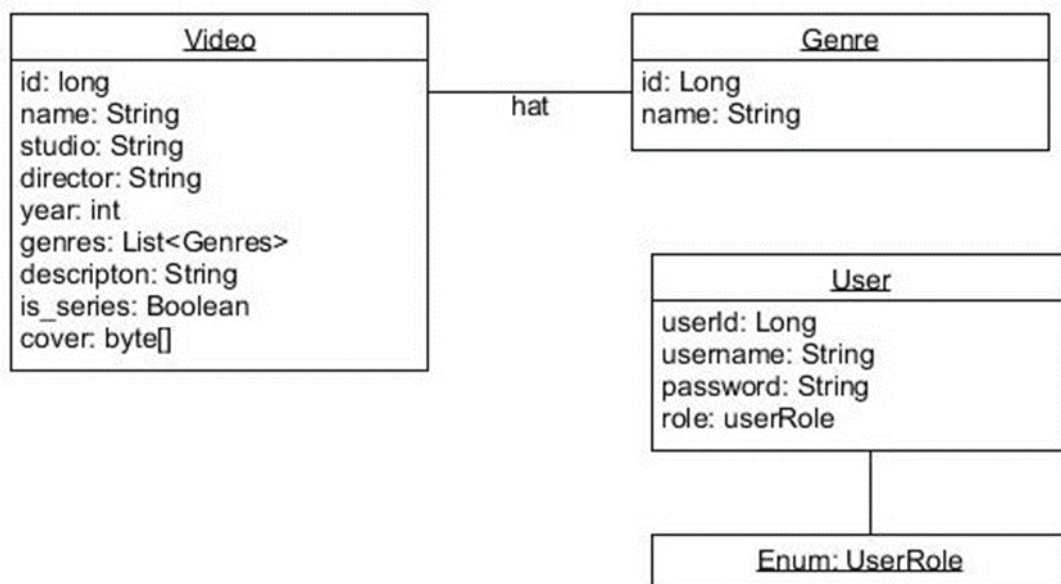 Video
id: long
name: String
studio: String
director: String
year: int
genres: List<Genres>
descripton: String
is_series: Boolean
cover: byte[]
hat
Genre
id: Long
name: String
User
userId: Long
username: String
password: String
role: userRole
Enum: UserRole